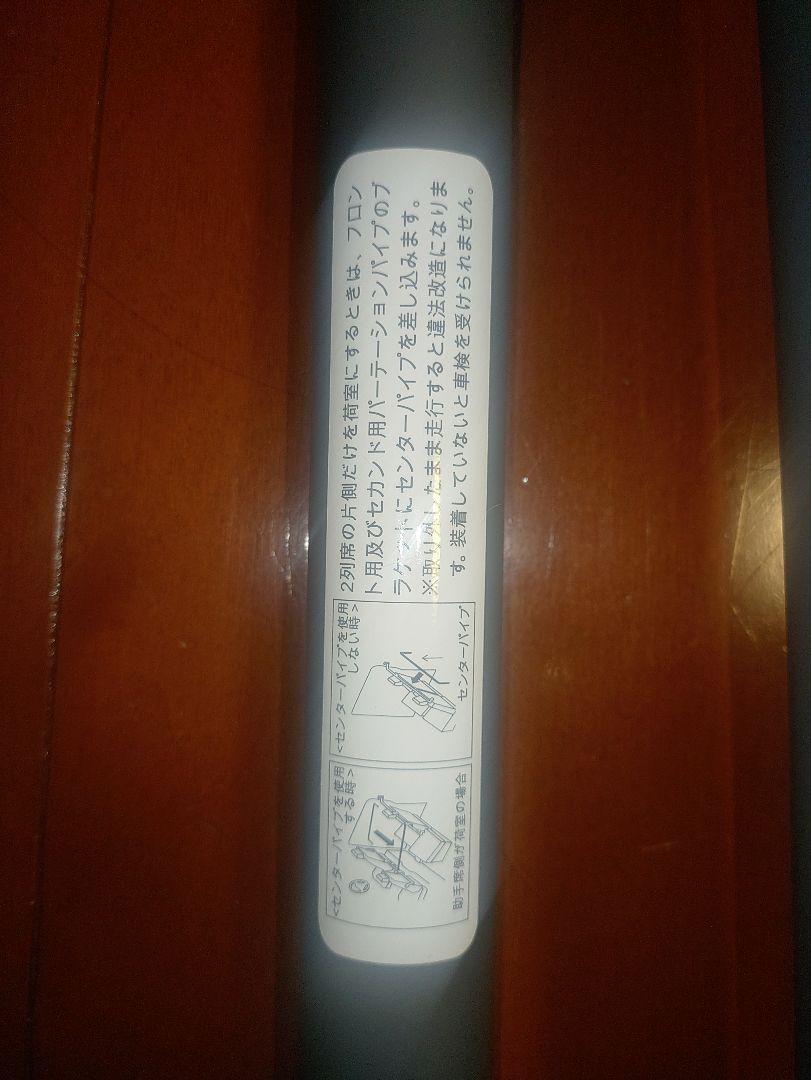 <センターパイプを使用
する時>
助手席側が荷室の場合
<センターパイプを使用
しない時>
センターパイプ
2列席の片側だけを荷室にするときは、フロン
ト用及びセカンド用パーテーションパイプのブ
ラケットにセンターパイプを差し込みます。
※取り外したまま走行すると違法改造になりま
す。装着していないと車検を受けられません。